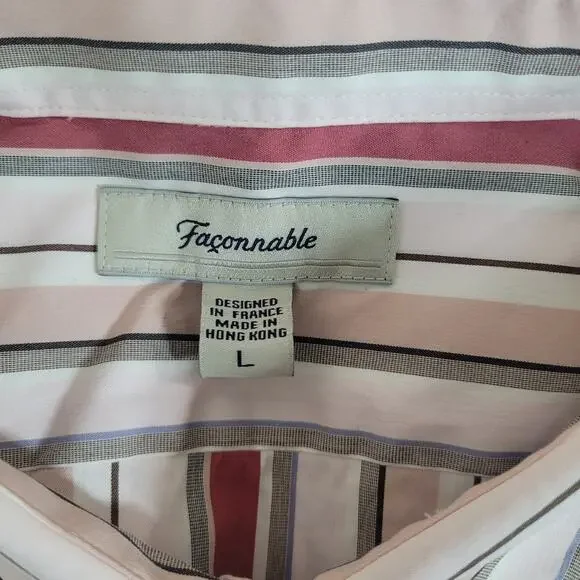 Façonnable
DESIGNED
IN FRANCE
MADE IN
HONG KONG
L